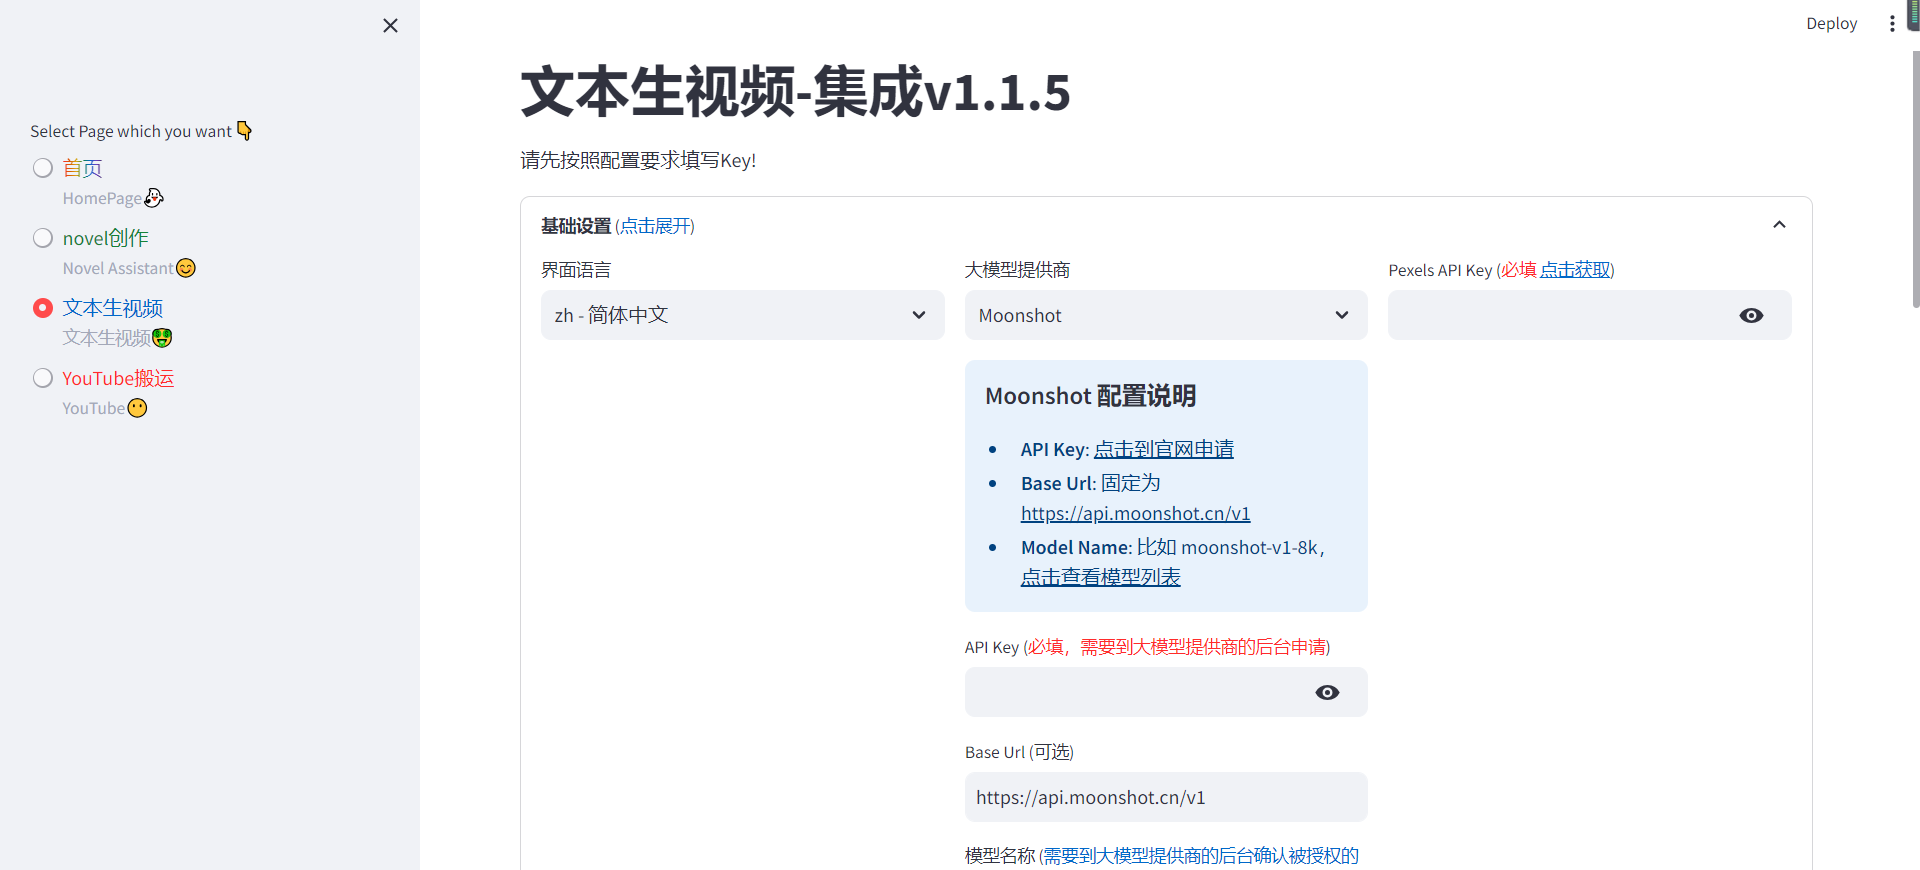 Deploy
Select Page which you want
首页
HomePage
novel创作
Novel Assistant
文本生视频
文本生视频
YouTube搬运
YouTube
文本生视频-集成v1.1.5
请先按照配置要求填写Key!
基础设置 (点击展开)
界面语言
zh - 简体中文
大模型提供商
Moonshot
Moonshot 配置说明
API Key: 点击到官网申请
Base Url: 固定为
https://api.moonshot.cn/v1
Model Name: 比如 moonshot-v1-8k，
点击查看模型列表
API Key (必填，需要到大模型提供商的后台申请)
Base Url (可选)
https://api.moonshot.cn/v1
模型名称 (需要到大模型提供商的后台确认被授权的
Pexels API Key (必填 点击获取)